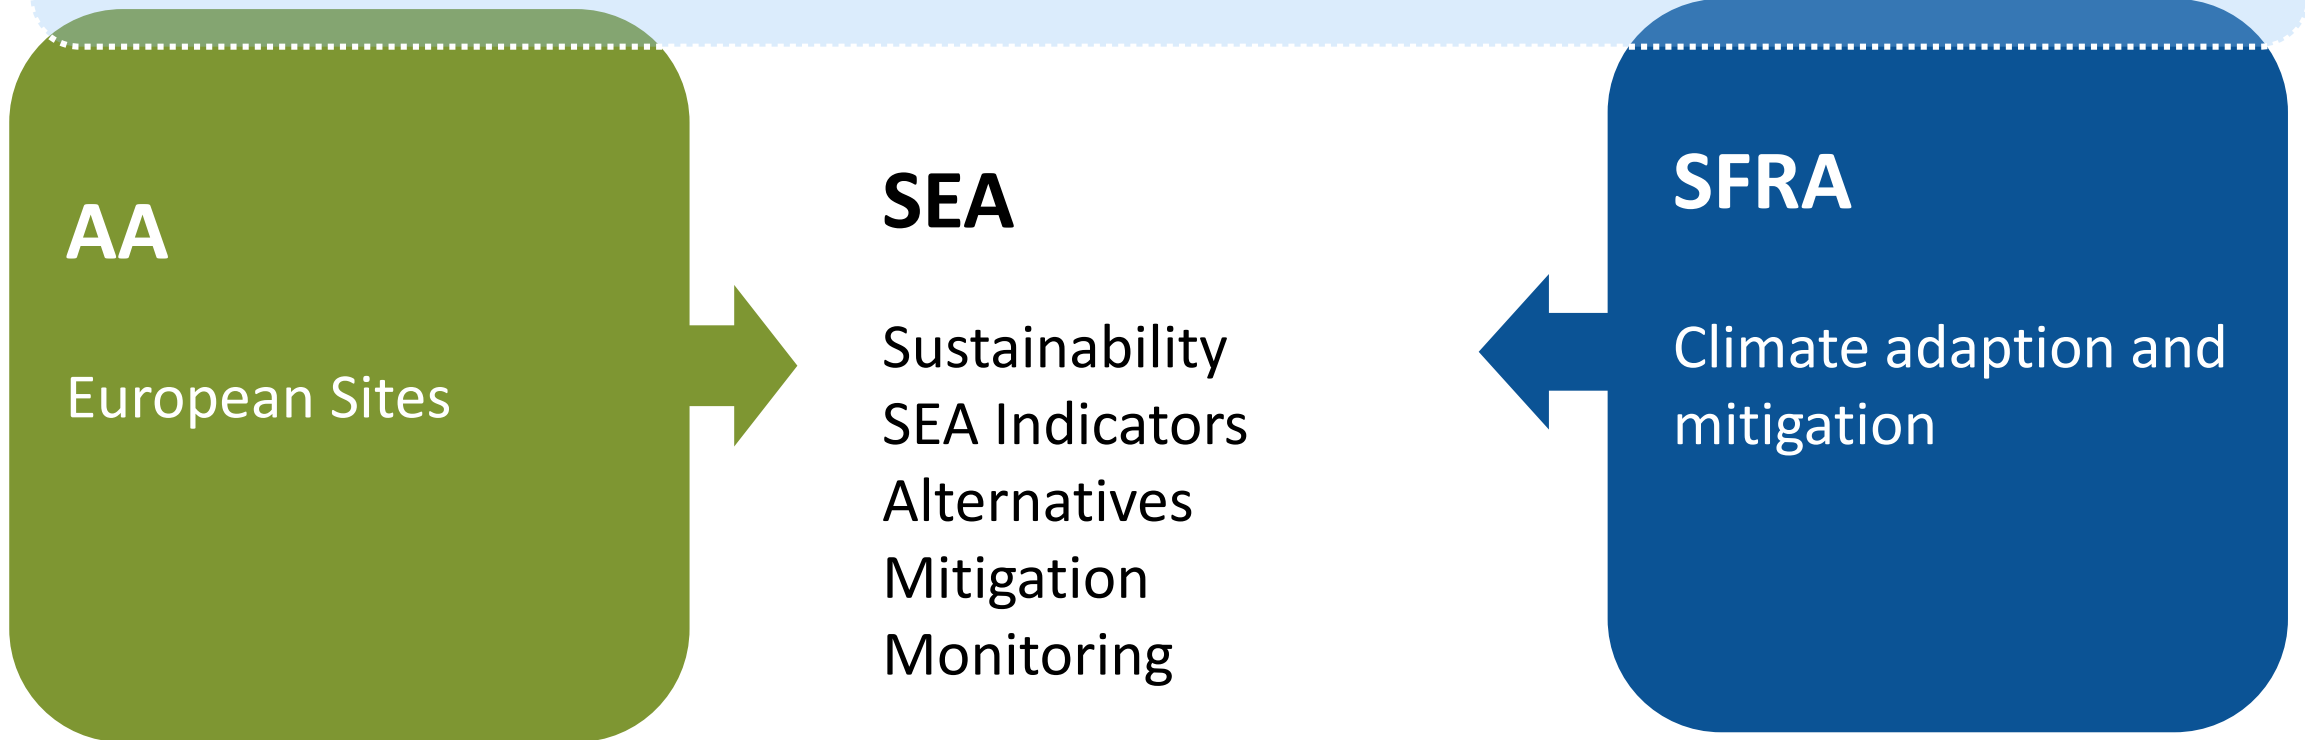 AA
European Sites
SEA
Sustainability
SEA Indicators
Alternatives
Mitigation
Monitoring
SFRA
Climate adaption and
mitigation